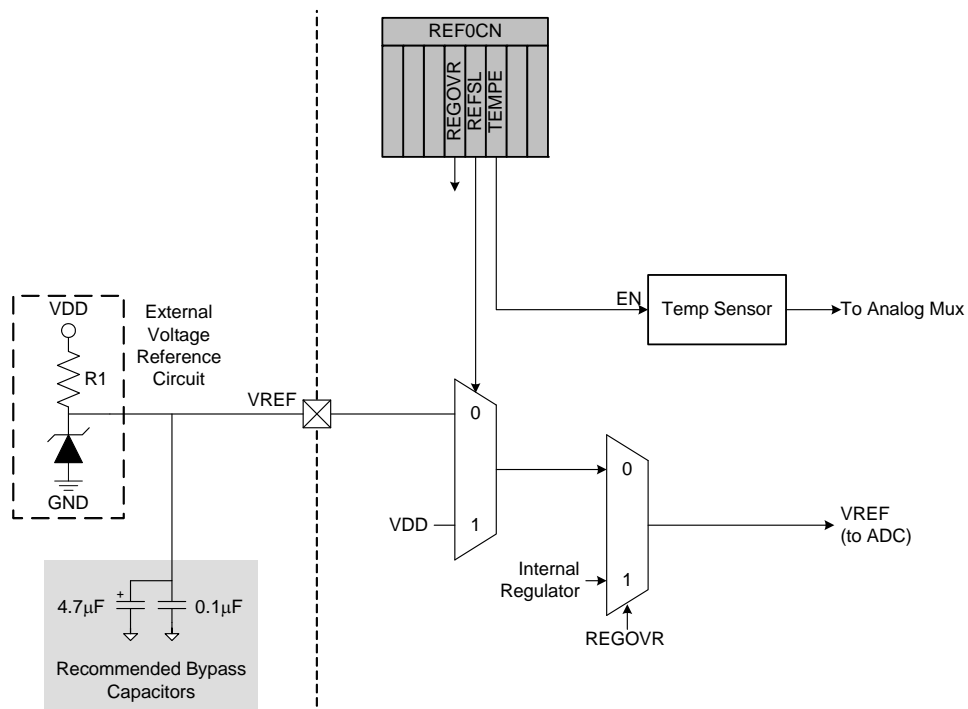 REF0CN
REGOVR
REFSL
TEMPE
EN
Temp Sensor
To Analog Mux
VDD
R1
GND
External
Voltage
Reference
Circuit
VREF
0
1
VDD
0
1
Internal
Regulator
REGOVR
VREF
(to ADC)
4.7µF
+
0.1µF
Recommended Bypass
Capacitors